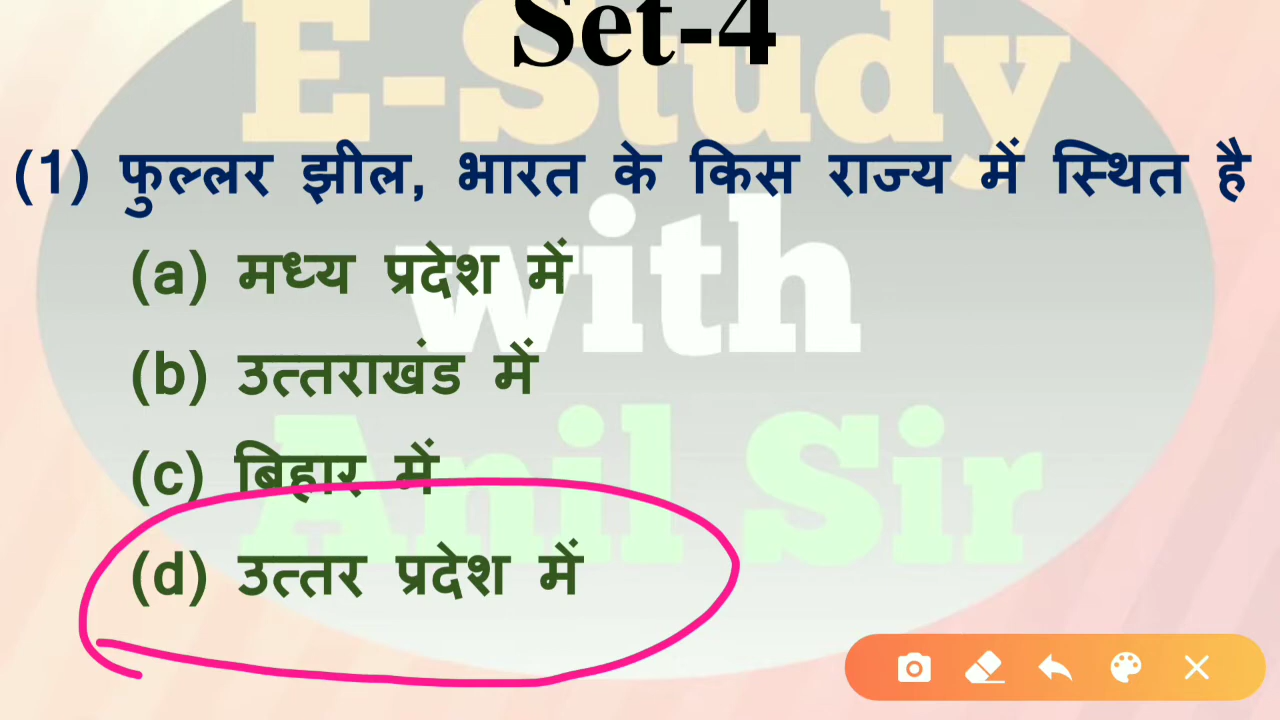 Set-4
E-Study
(1) फुल्लर झील, भारत के किस राज्य में स्थित है
with
(a) मध्य प्रदेश में
(b) उत्तराखंड में
Anil Sir
(c) बिहार में
(d) उत्तर प्रदेश में